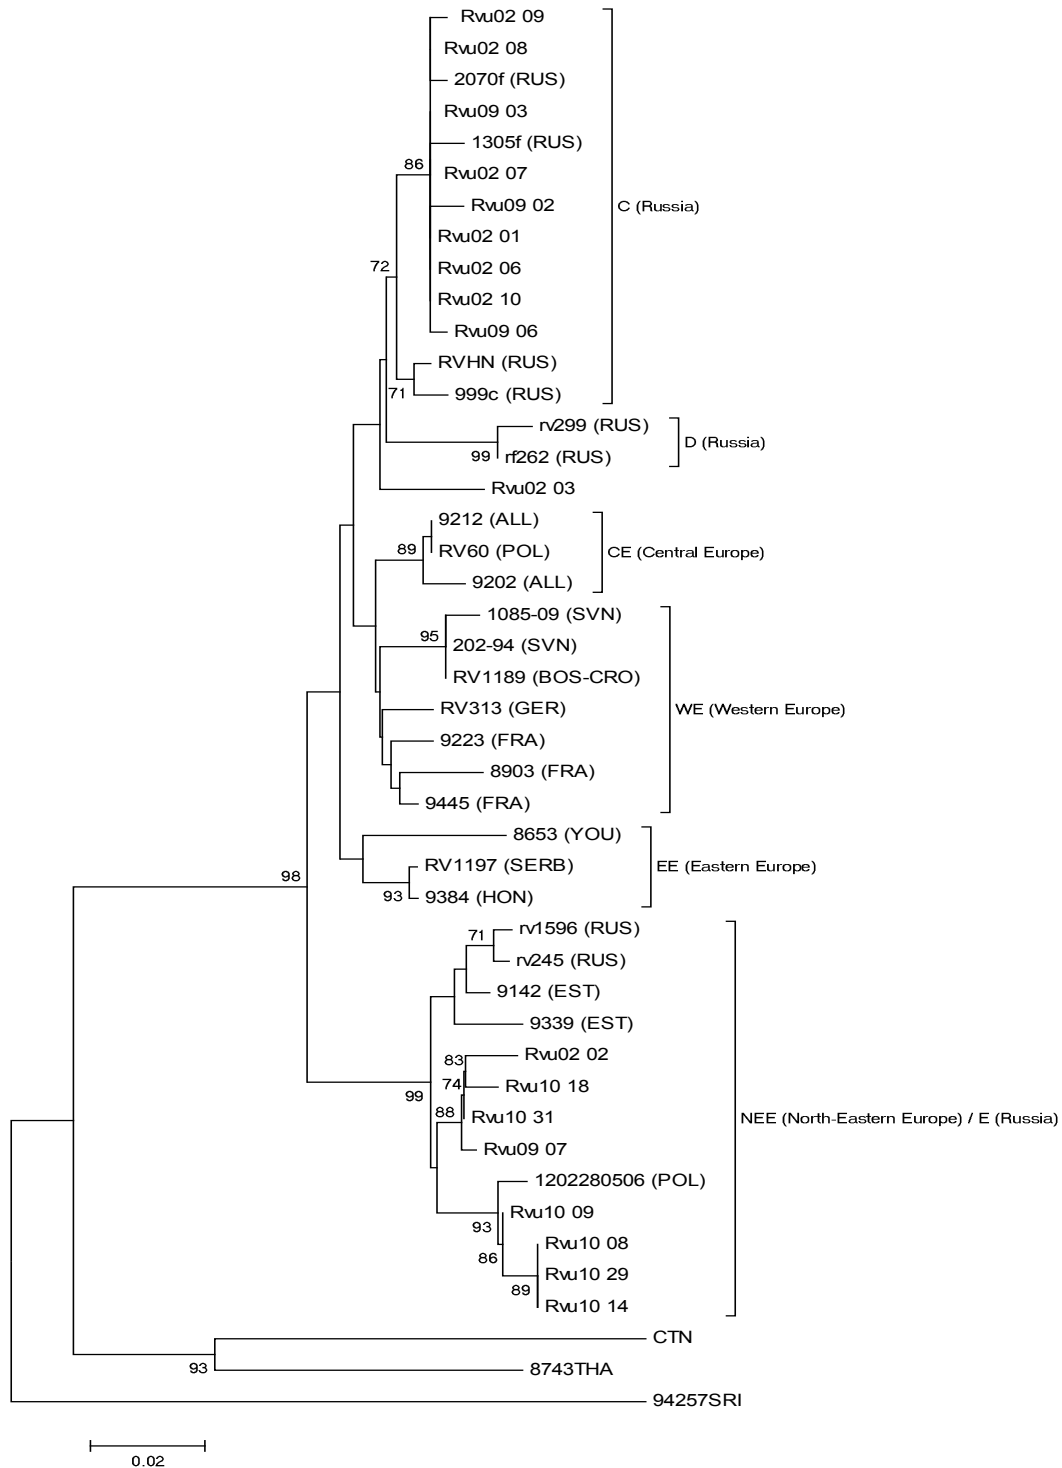 Rvu02 09
Rvu02 08
2070f (RUS)
Rvu09 03
1305f (RUS)
86
Rvu02 07
Rvu09 02
C (Russia)
Rvu02 01
72
Rvu02 06
Rvu02 10
Rvu09 06
RVHN (RUS)
71
999c (RUS)
rv299 (RUS)
D (Russia)
99
rf262 (RUS)
Rvu02 03
9212 (ALL)
89
RV60 (POL)
CE (Central Europe)
9202 (ALL)
1085-09 (SVN)
95
202-94 (SVN)
RV1189 (BOS-CRO)
RV313 (GER)
WE (Western Europe)
9223 (FRA)
8903 (FRA)
9445 (FRA)
8653 (YOU)
RV1197 (SERB)
EE (Eastern Europe)
98
93
9384 (HON)
rv1596 (RUS)
71
rv245 (RUS)
9142 (EST)
9339 (EST)
Rvu02 02
83
74
Rvu10 18
99
88
Rvu10 31
NEE (North-Eastern Europe) / E (Russia)
Rvu09 07
1202280506 (POL)
Rvu10 09
93
Rvu10 08
86
Rvu10 29
89
Rvu10 14
CTN
93
8743THA
94257SRI
0.02